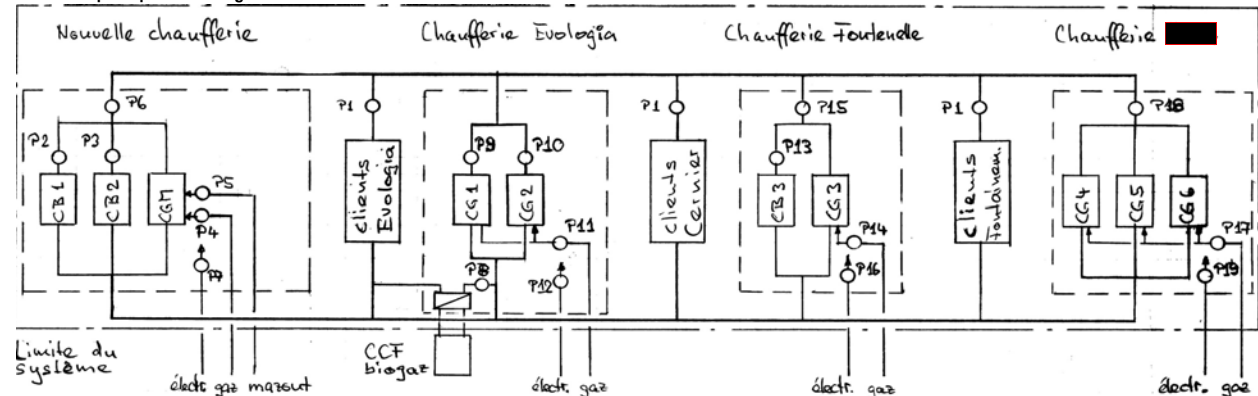 Nouvelle chaufferie
Chaufferie Evologia
Chaufferie Fontenelle
Chaufferie
P6
P1
P15
P1
P1
P18
P2
P3
P9
P10
P13
CB1
CB2
CGM
P5
P4
P7
Clients
Evologia
CG1
CG2
P11
P8
P12
Clients
Cernier
CB3
CG3
P14
P16
Clients
Fontainem.
CG4
CG5
CG6
P17
P19
Limite du
système
électr. gaz mazout
CCF
biogaz
électr. gaz
électr. gaz
électr. gaz